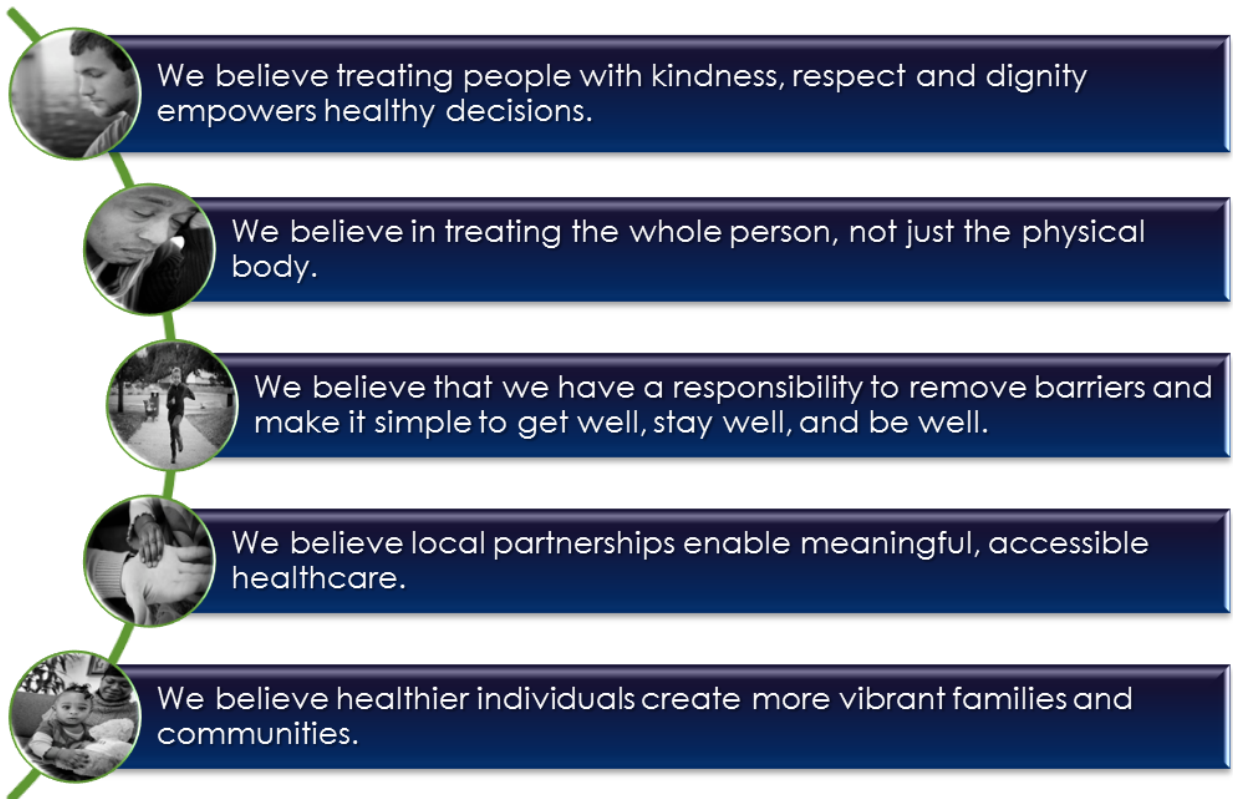 We believe treating people with kindness, respect and dignity
empowers healthy decisions.
We believe in treating the whole person, not just the physical
body.
We believe that we have a responsibility to remove barriers and
make it simple to get well, stay well, and be well.
We believe local partnerships enable meaningful, accessible
healthcare.
We believe healthier individuals create more vibrant families and
communities.